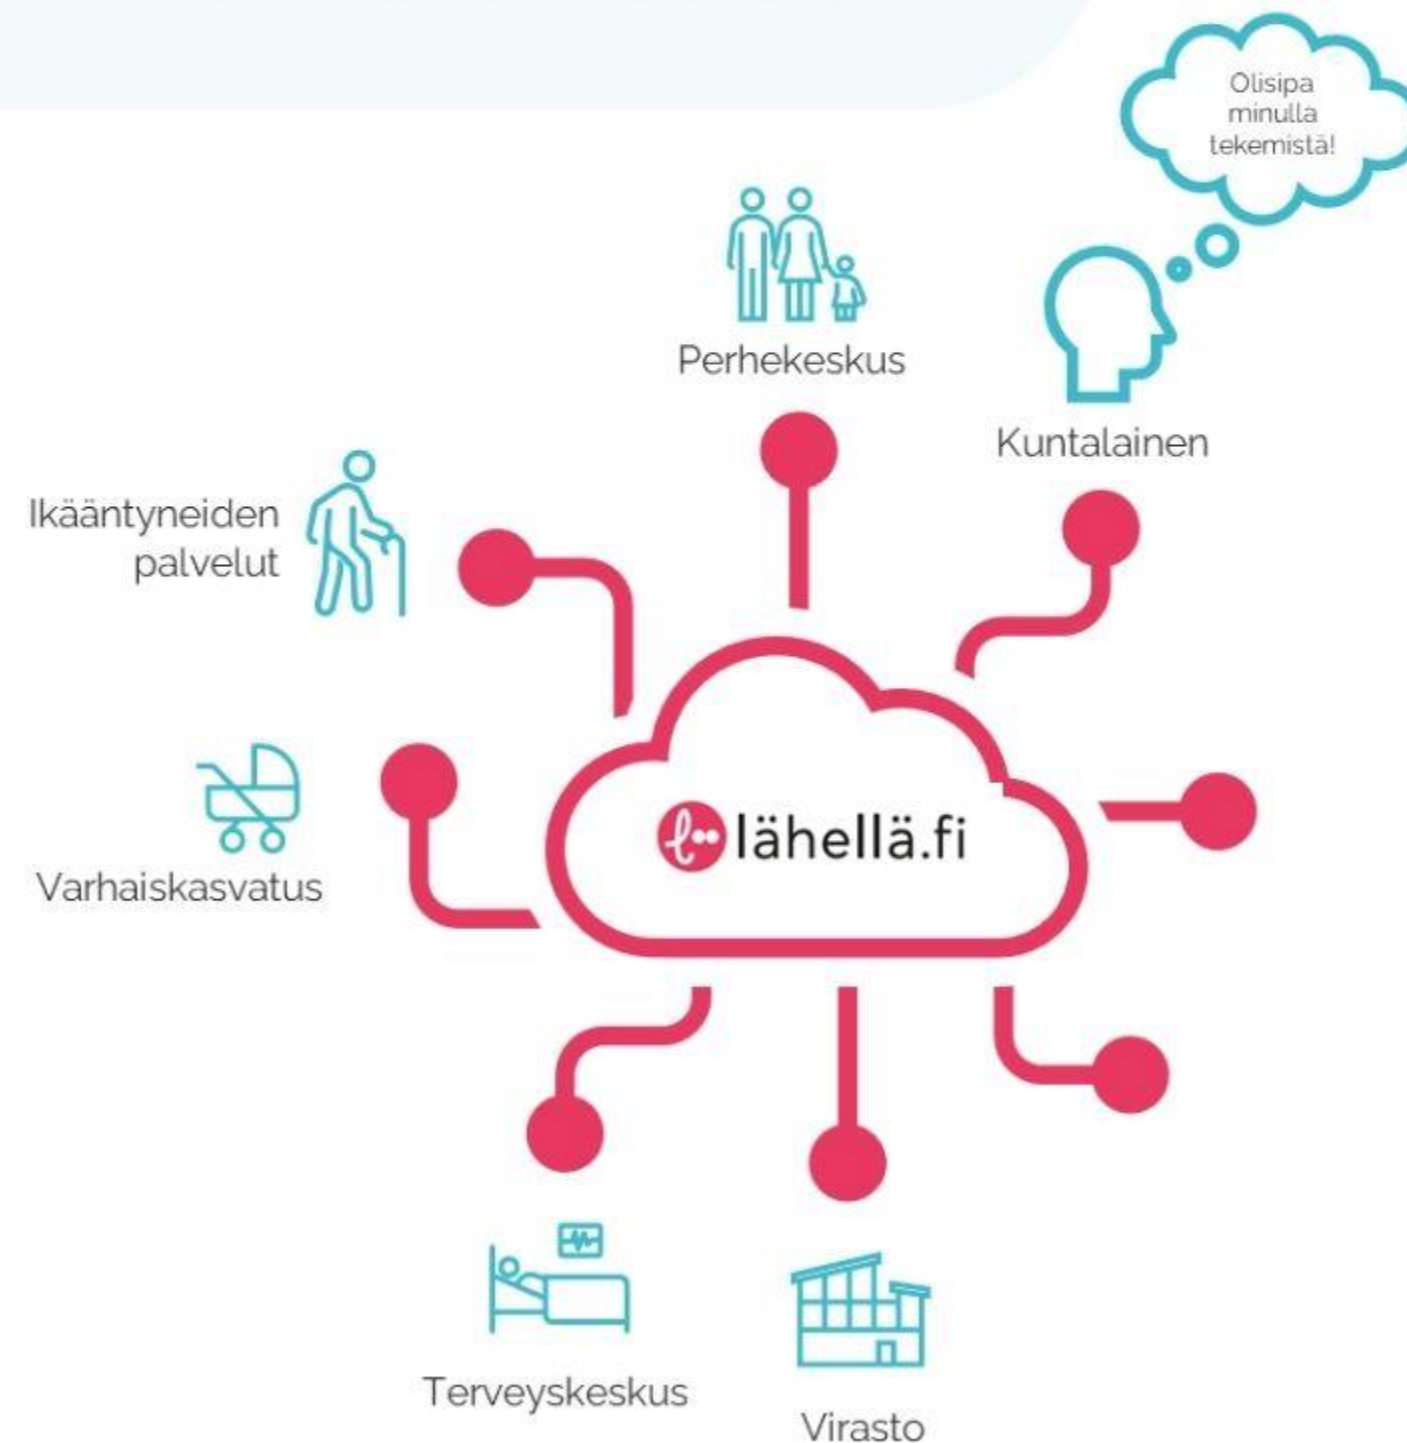 Olisipa
minulla
tekemistä!
Perhekeskus
Kuntalainen
Ikääntyneiden
palvelut
lähellä.fi
Varhaiskasvatus
Terveyskeskus
Virasto